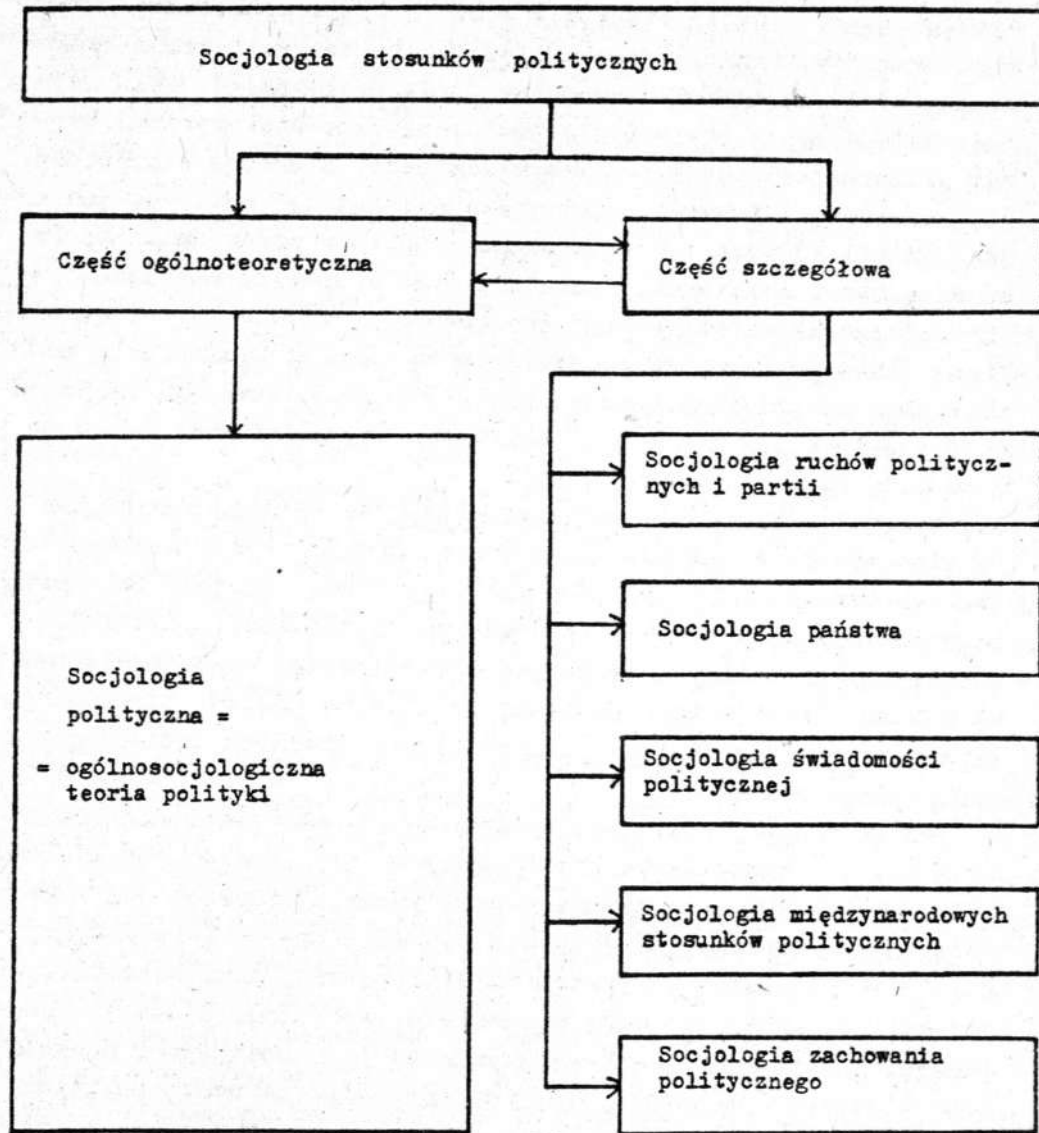 Socjologia stosunków politycznych
Część ogólnoteoretyczna
Część szczegółowa
Socjologia
polityczna =
= ogólnosocjologiczna
teoria polityki
Socjologia ruchów politycz-
nych i partii
Socjologia państwa
Socjologia świadomości
politycznej
Socjologia międzynarodowych
stosunków politycznych
Socjologia zachowania
politycznego